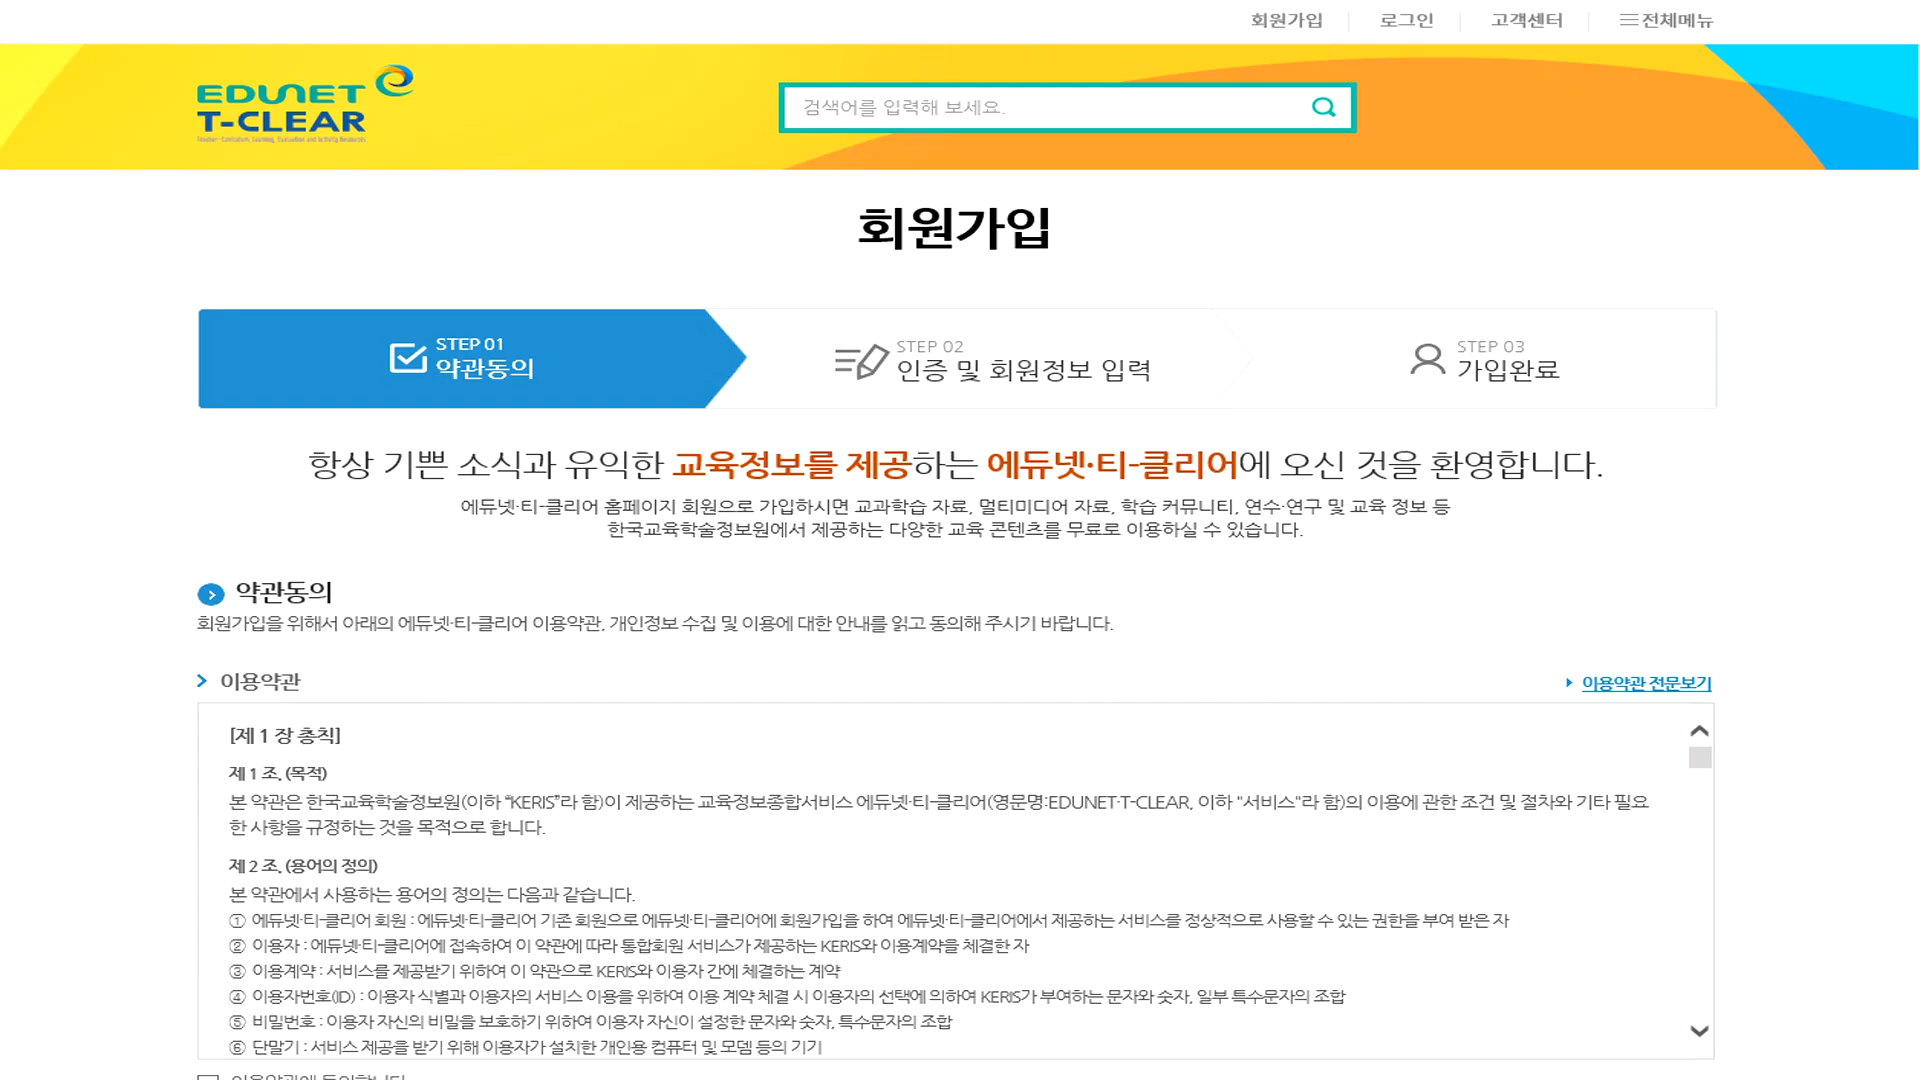 회원가입 로그인 고객센터 전체메뉴
EDUNET
T-CLEAR
검색어를 입력해 보세요.
회원가입
STEP 01
약관동의
STEP 02
인증 및 회원정보 입력
STEP 03
가입완료
항상 기쁜 소식과 유익한 교육정보를 제공하는 에듀넷·티-클리어에 오신 것을 환영합니다.
에듀넷·티-클리어 홈페이지 회원으로 가입하시면 교과학습 자료, 멀티미디어 자료, 학습 커뮤니티, 연수·연구 및 교육 정보 등
한국교육학술정보원에서 제공하는 다양한 교육 콘텐츠를 무료로 이용하실 수 있습니다.
약관동의
회원가입을 위해서 아래의 에듀넷·티-클리어 이용약관, 개인정보 수집 및 이용에 대한 안내를 읽고 동의해 주시기 바랍니다.
이용약관
이용약관 전문보기
[제 1 장 총칙]
제 1 조. (목적)
본 약관은 한국교육학술정보원(이하 “KERIS”라 함)이 제공하는 교육정보종합서비스 에듀넷·티-클리어(영문명:EDUNET·T-CLEAR, 이하 "서비스"라 함)의 이용에 관한 조건 및 절차와 기타 필요
한 사항을 규정하는 것을 목적으로 합니다.
제 2 조. (용어의 정의)
본 약관에서 사용하는 용어의 정의는 다음과 같습니다.
① 에듀넷·티-클리어 회원 : 에듀넷·티-클리어 기존 회원으로 에듀넷·티-클리어에 회원가입을 하여 에듀넷·티-클리어에서 제공하는 서비스를 정상적으로 사용할 수 있는 권한을 부여 받은 자
② 이용자 : 에듀넷·티-클리어에 접속하여 이 약관에 따라 통합회원 서비스가 제공하는 KERIS와 이용계약을 체결한 자
③ 이용계약 : 서비스를 제공받기 위하여 이 약관으로 KERIS와 이용자 간에 체결하는 계약
④ 이용자번호(ID) : 이용자 식별과 이용자의 서비스 이용을 위하여 이용 계약 체결 시 이용자의 선택에 의하여 KERIS가 부여하는 문자와 숫자, 일부 특수문자의 조합
⑤ 비밀번호 : 이용자 자신의 비밀을 보호하기 위하여 이용자 자신이 설정한 문자와 숫자, 특수문자의 조합
⑥ 단말기 : 서비스 제공을 받기 위해 이용자가 설치한 개인용 컴퓨터 및 모뎀 등의 기기